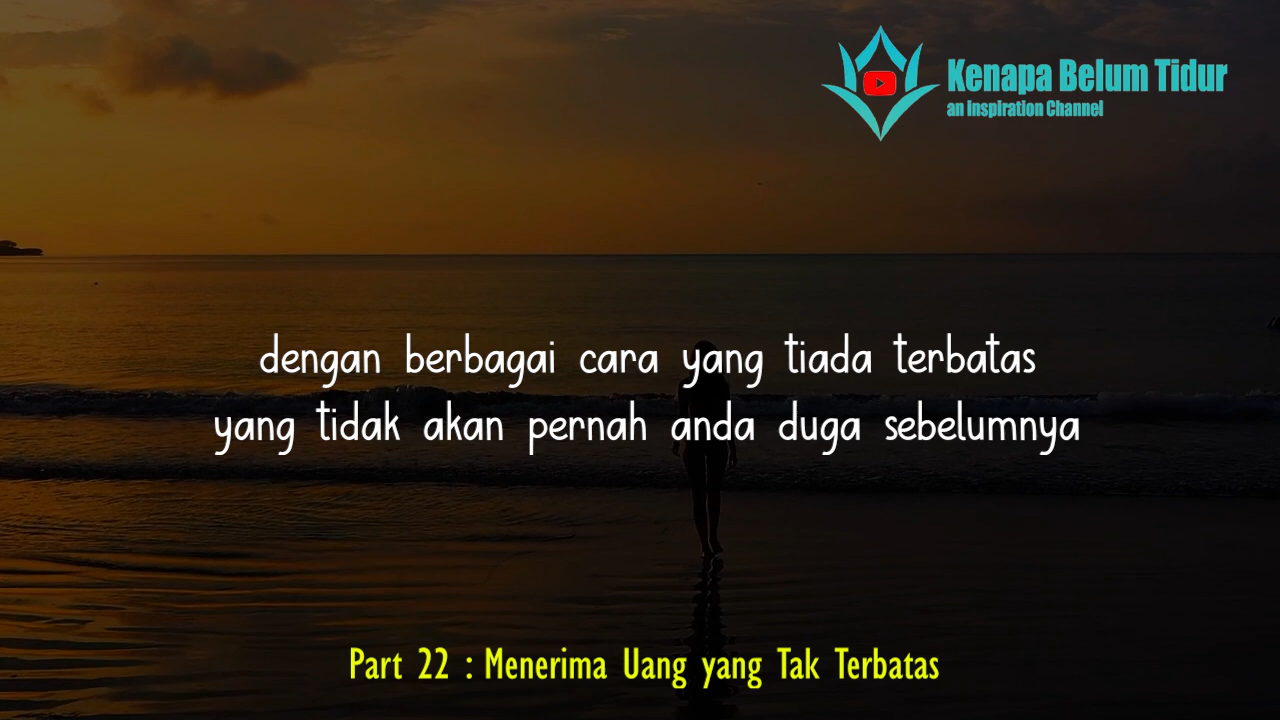 Kenapa Belum Tidur
an Inspiration Channel
dengan berbagai cara yang tiada terbatas
yang tidak akan pernah anda duga sebelumnya
Part 22 : Menerima Uang yang Tak Terbatas